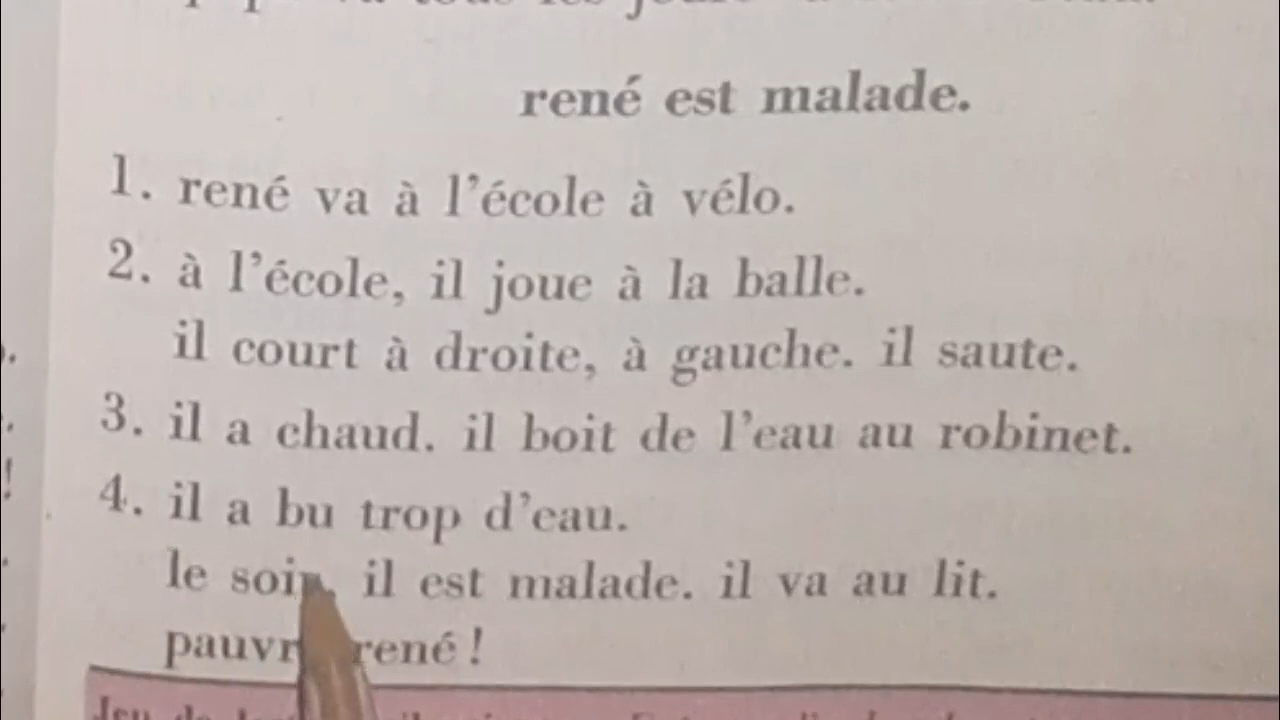 rené est malade.
1. rené va à l'école à vélo.
2. à l'école, il joue à la balle.
il court à droite, à gauche. il saute.
3. il a chaud. il boit de l'eau au robinet.
4. il a bu trop d'eau.
le soir, il est malade. il va au lit.
pauvre rené !